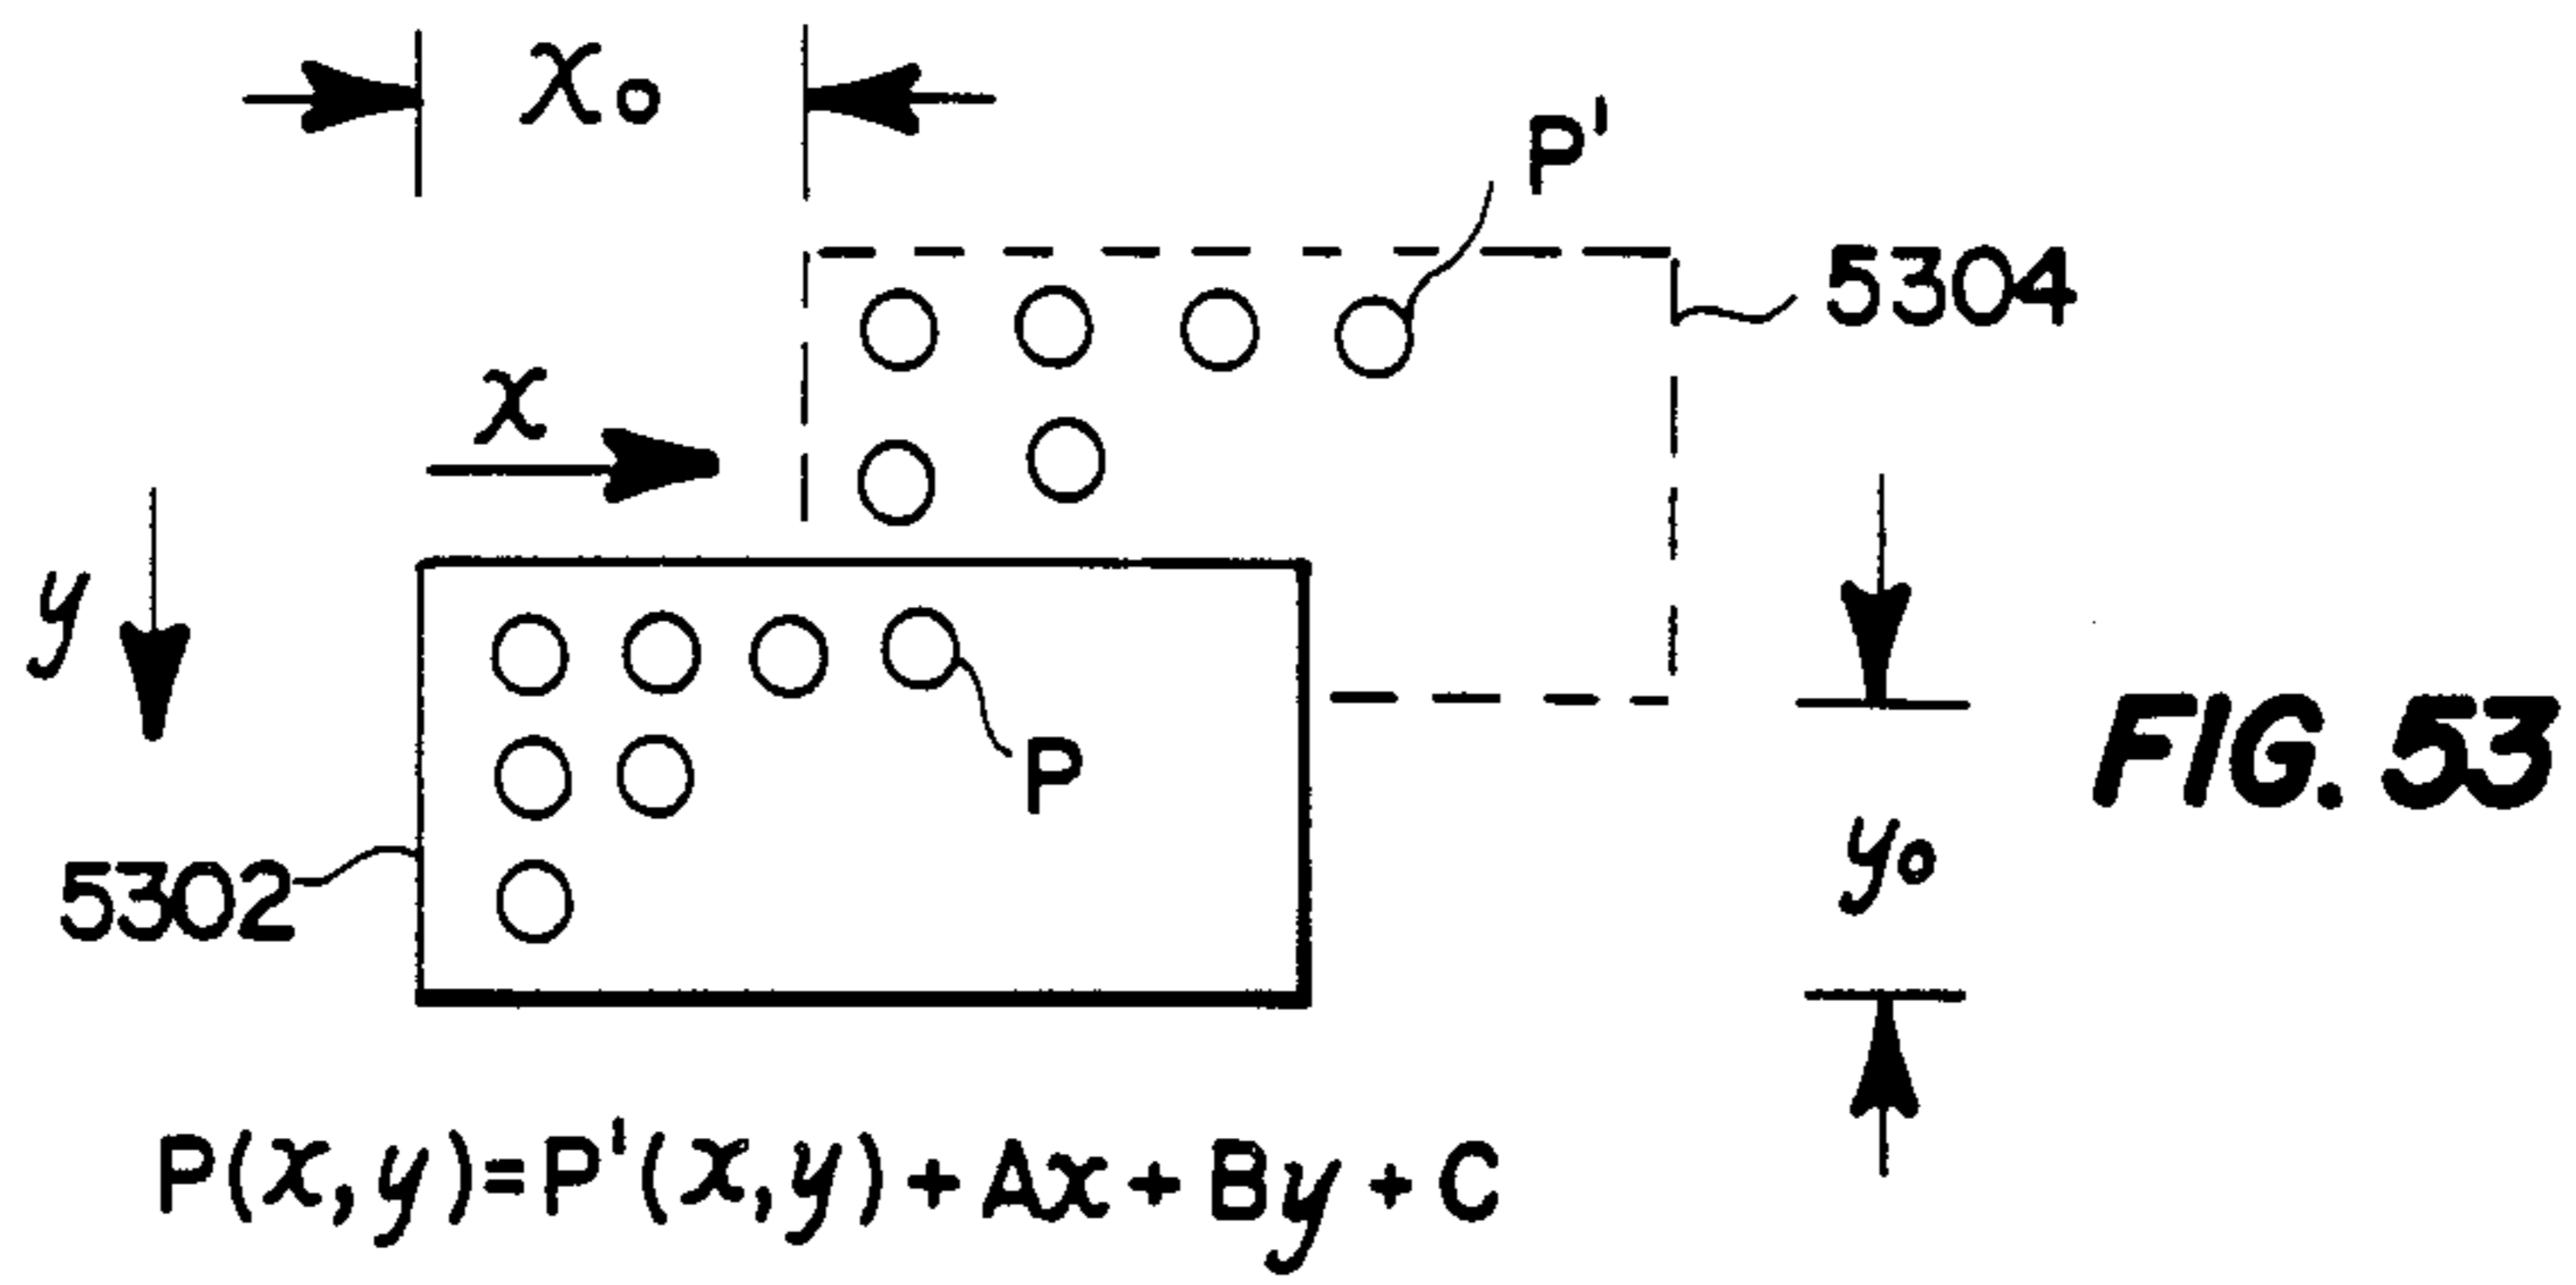 x₀
P'
5304
x
y
P
FIG. 53
y₀
5302
P(x,y)=P'(x,y)+Ax+By+C